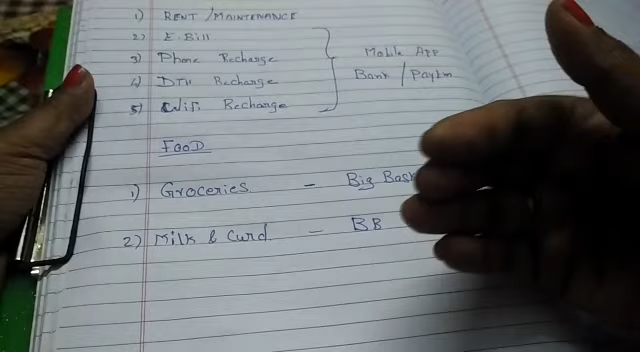 1) RENT / MAINTENANCE
2) E. Bill
3) Phone Recharge
4) DTH Recharge
5) Wifi Recharge
Mobile APP
Bank / Paytm
FOOD
1) Groceries - Big Bask
2) Milk & Curd - BB